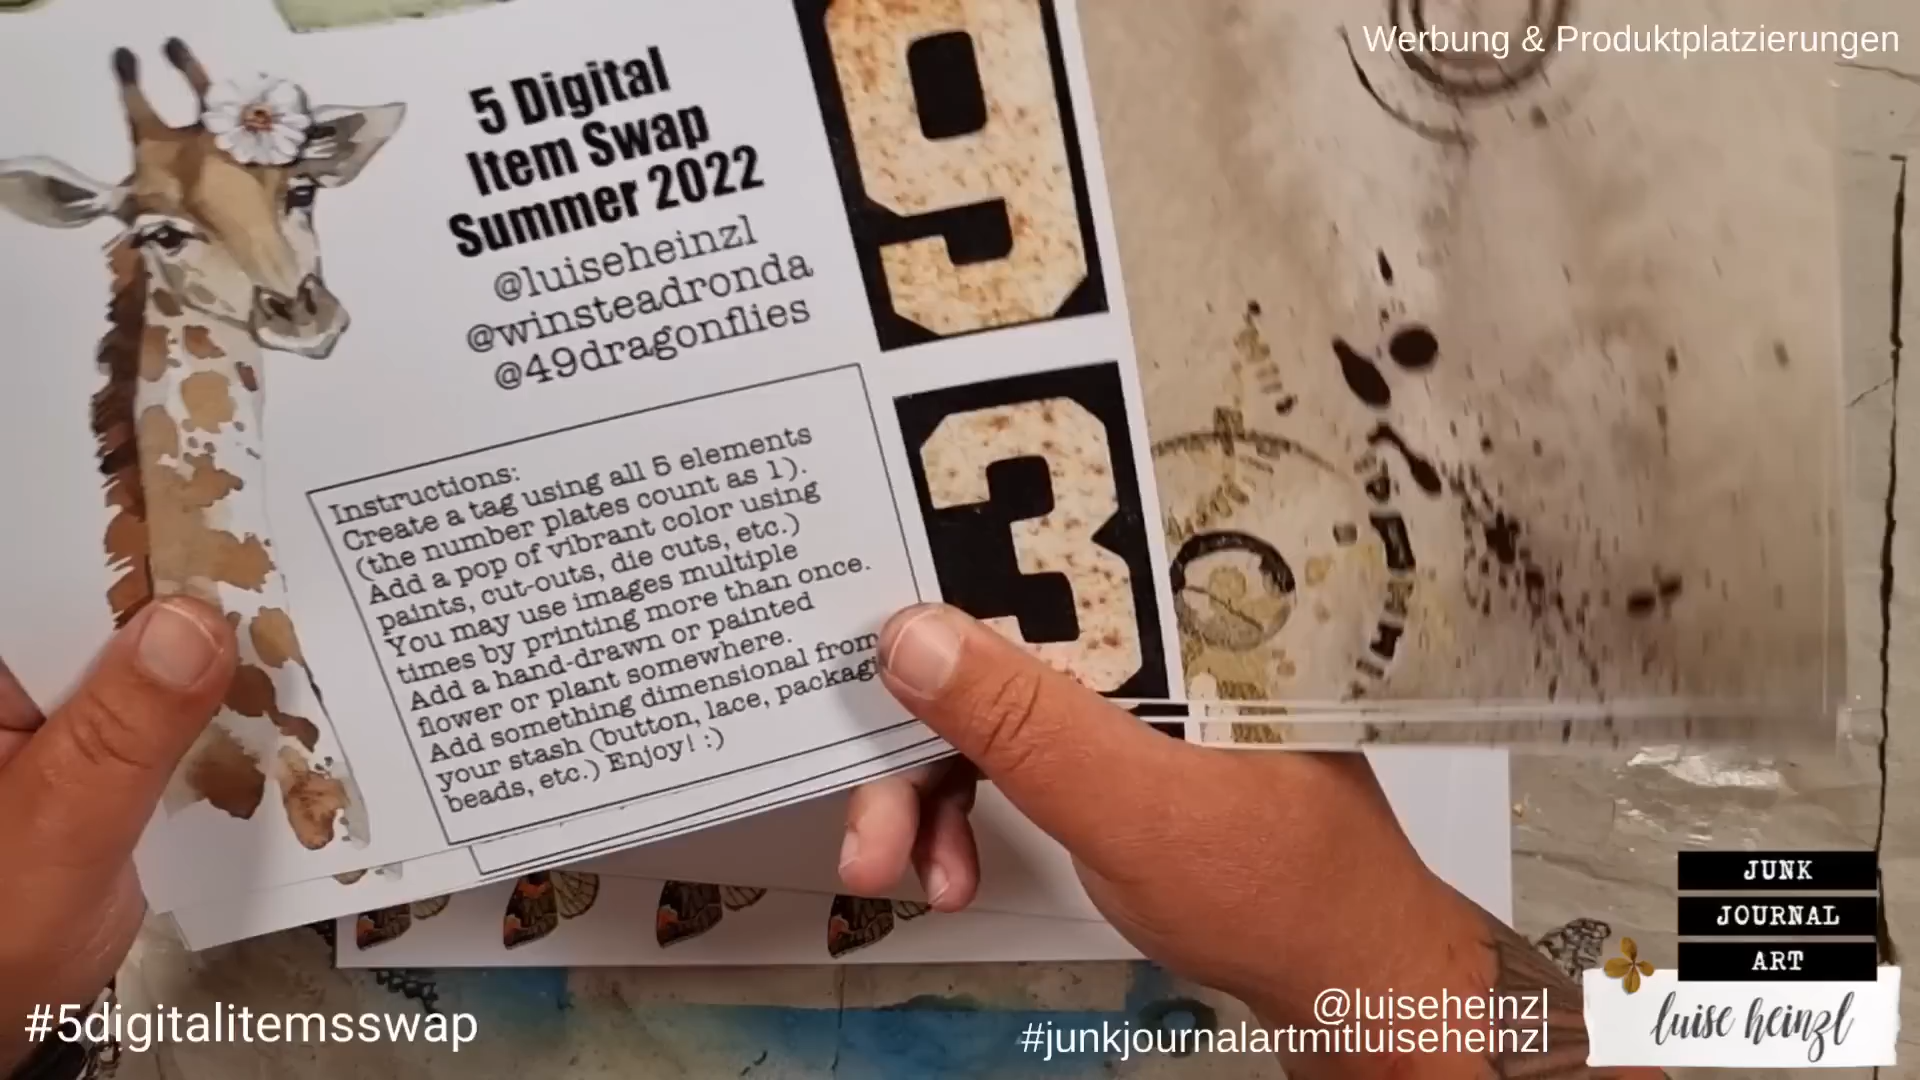 Werbung & Produktplatzierungen
5 Digital
Item Swap
Summer 2022
@luiseheinzl
@winsteadronda
@49dragonflies
9
3
Instructions:
Create a tag using all 5 elements
(the number plates count as 1).
Add a pop of vibrant color using
paints, cut-outs, die cuts, etc.)
You may use images multiple
times by printing more than once.
Add a hand-drawn or painted
flower or plant somewhere.
Add something dimensional from
your stash (button, lace, packagi
beads, etc.) Enjoy! :)
JUNK
JOURNAL
ART
luise heinzl
#5digitalitemsswap
@luiseheinzl
#junkjournalartmitluiseheinzl